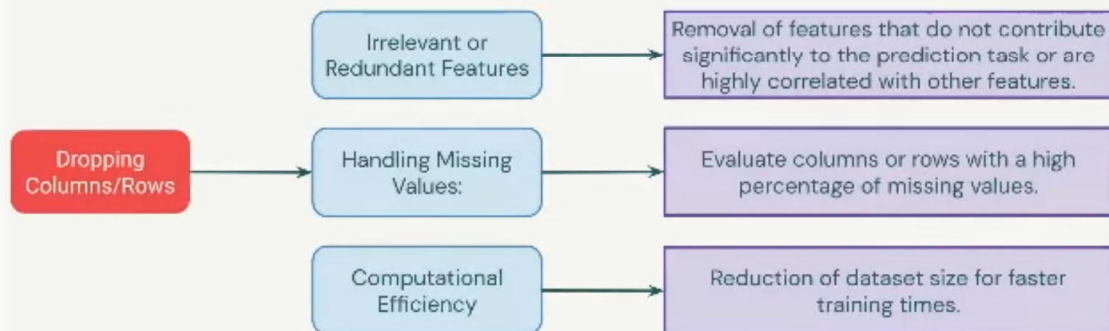 Irrelevant or
Redundant Features
Removal of features that do not contribute
significantly to the prediction task or are
highly correlated with other features.
Dropping
Columns/Rows
Handling Missing
Values:
Evaluate columns or rows with a high
percentage of missing values.
Computational
Efficiency
Reduction of dataset size for faster
training times.